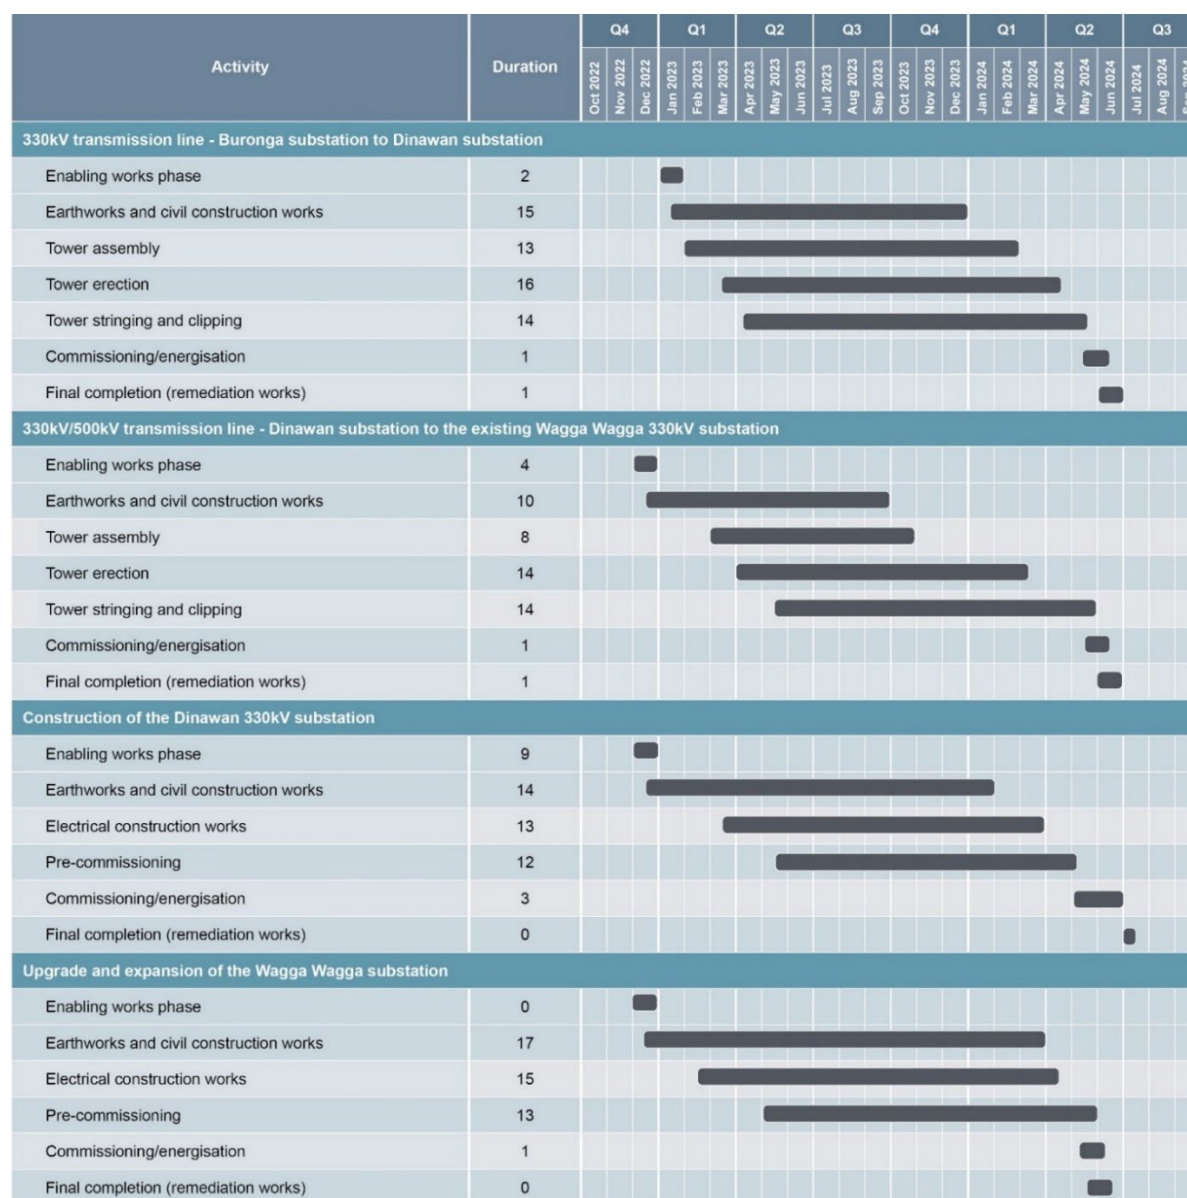 Q4 Q1 Q2 Q3 Q4 Q1 Q2 Q3
Activity Duration Oct 2022 Nov 2022 Dec 2022 Jan 2023 Feb 2023 Mar 2023 Apr 2023 May 2023 Jun 2023 Jul 2023 Aug 2023 Sep 2023 Oct 2023 Nov 2023 Dec 2023 Jan 2024 Feb 2024 Mar 2024 Apr 2024 May 2024 Jun 2024 Jul 2024 Aug 2024
330kV transmission line - Buronga substation to Dinawan substation
Enabling works phase 2
Earthworks and civil construction works 15
Tower assembly 13
Tower erection 16
Tower stringing and clipping 14
Commissioning/energisation 1
Final completion (remediation works) 1
330kV/500kV transmission line - Dinawan substation to the existing Wagga Wagga 330kV substation
Enabling works phase 4
Earthworks and civil construction works 10
Tower assembly 8
Tower erection 14
Tower stringing and clipping 14
Commissioning/energisation 1
Final completion (remediation works) 1
Construction of the Dinawan 330kV substation
Enabling works phase 9
Earthworks and civil construction works 14
Electrical construction works 13
Pre-commissioning 12
Commissioning/energisation 3
Final completion (remediation works) 0
Upgrade and expansion of the Wagga Wagga substation
Enabling works phase 0
Earthworks and civil construction works 17
Electrical construction works 15
Pre-commissioning 13
Commissioning/energisation 1
Final completion (remediation works) 0